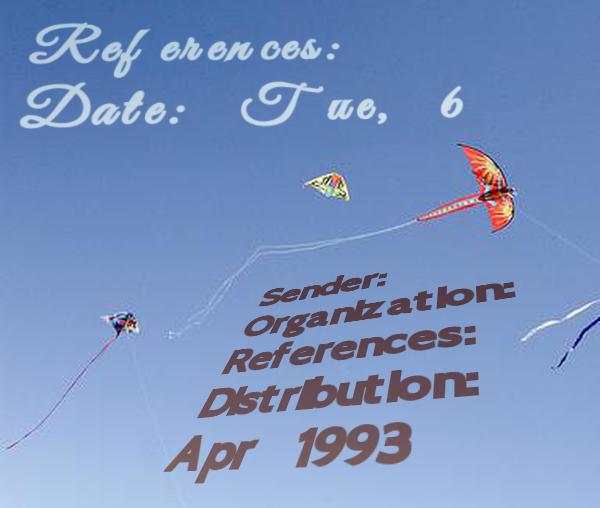 References:
Date: Tue, 6
Sender:
Organization:
References:
Distribution:
Apr 1993